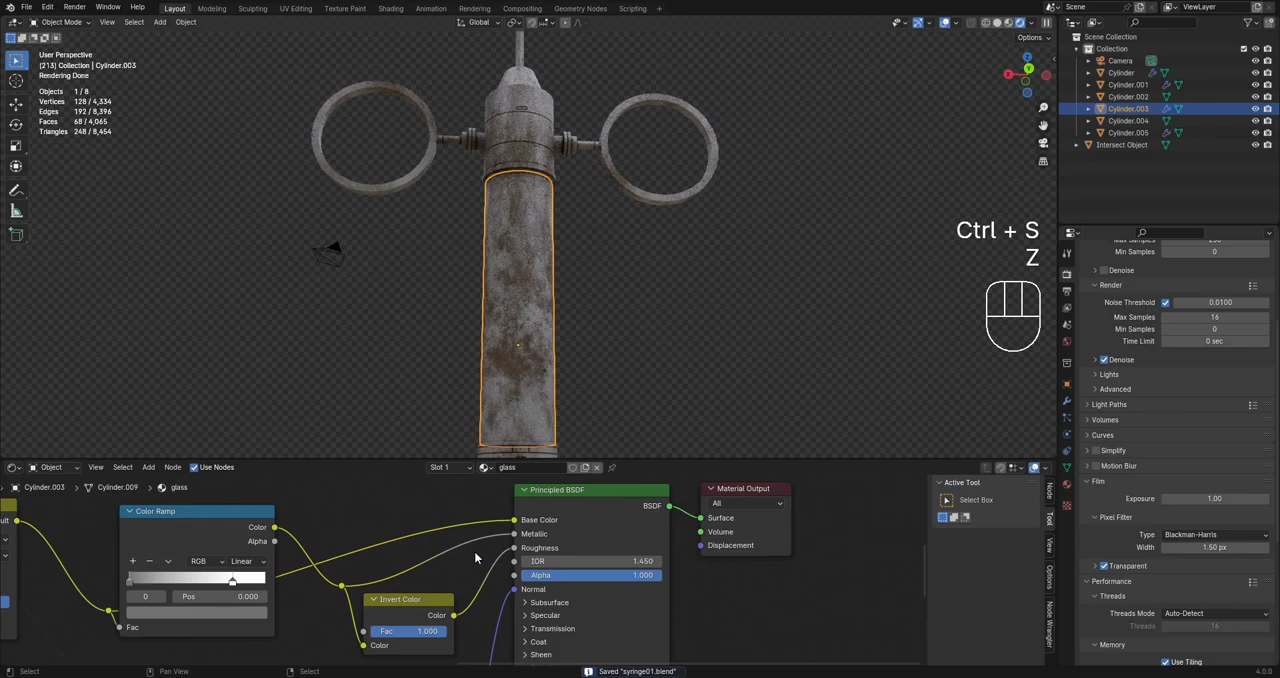 File Edit Render Window Help Layout Modeling Sculpting UV Editing Texture Paint Shading Animation Rendering Compositing Geometry Nodes Scripting + Scene ViewLayer
Object Mode View Select Add Object Global
Options
User Perspective
(213) Collection | Cylinder.003
Rendering Done
Objects 1 / 8
Vertices 128 / 4,334
Edges 192 / 8,396
Faces 68 / 4,065
Triangles 248 / 8,454
Ctrl + S
Z
Scene Collection
Collection
Camera
Cylinder
Cylinder.001
Cylinder.002
Cylinder.003
Cylinder.004
Cylinder.005
Intersect Object
Min Samples 0
Denoise
Render
Noise Threshold 0.0100
Max Samples 16
Min Samples 0
Time Limit 0 sec
Denoise
Lights
Advanced
Light Paths
Volumes
Curves
Simplify
Motion Blur
Film
Exposure 1.00
Pixel Filter
Type Blackman-Harris
Width 1.50 px
Transparent
Performance
Threads
Threads Mode Auto-Detect
Threads 16
Memory
Use Tiling
Object View Select Add Node Use Nodes Slot 1 glass
Cylinder.003 > Cylinder.009 > glass
Color Ramp
Color
Alpha
RGB Linear
0 Pos 0.000
Fac
Invert Color
Color
Fac 1.000
Color
Principled BSDF
BSDF
Base Color
Metallic
Roughness
IOR 1.450
Alpha 1.000
Normal
Subsurface
Specular
Transmission
Coat
Sheen
Material Output
All
Surface
Volume
Displacement
Active Tool
Select Box
Node
Tool
View
Options
Node Wrangler
Select Pan View Select Saved "syringe01.blend" 4.0.0